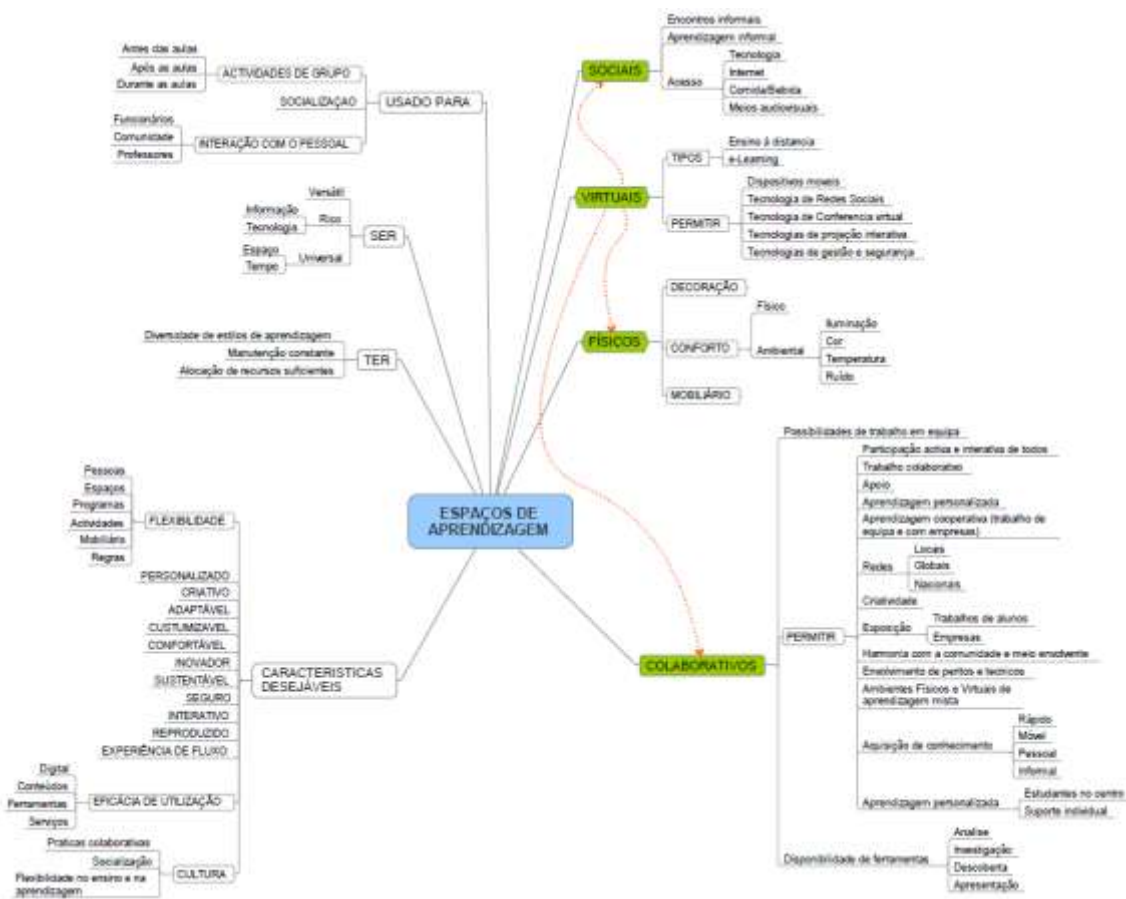 ESPAÇOS DE
APRENDIZAGEM
USADO PARA
ACTIVIDADES DE GRUPO
Antes das aulas
Após as aulas
Durante as aulas
SOCIALIZAÇAO
INTERAÇÃO COM O PESSOAL
Funcionários
Comunidade
Professores
SER
Versátil
Rico
Informação
Tecnologia
Universal
Espaço
Tempo
TER
Diversidade de estilos de aprendizagem
Manutenção constante
Alocação de recursos suficientes
CARACTERISTICAS
DESEJÁVEIS
FLEXIBILIDADE
Pessoas
Espaços
Programas
Actividades
Mobiliário
Regras
PERSONALIZADO
CRIATIVO
ADAPTÁVEL
CUSTUMIZAVEL
CONFORTÁVEL
INOVADOR
SUSTENTÁVEL
SEGURO
INTERATIVO
REPRODUZIDO
EXPERIÊNCIA DE FLUXO
EFICÁCIA DE UTILIZAÇÃO
Digital
Conteúdos
Ferramentas
Serviços
CULTURA
Praticas colaborativas
Socialização
Flexibilidade no ensino e na
aprendizagem
SOCIAIS
Encontros informais
Aprendizagem informal
Acesso
Tecnologia
Internet
Comida/Bebida
Meios audiovisuais
VIRTUAIS
TIPOS
Ensino á distancia
e-Learning
PERMITIR
Dispositivos moveis
Tecnologia de Redes Sociais
Tecnologia de Conferencia virtual
Tecnologias de projeção interativa
Tecnologias de gestão e segurança
FÍSICOS
DECORAÇÃO
CONFORTO
Físico
Ambiental
Iluminação
Cor
Temperatura
Ruído
MOBILIÁRIO
COLABORATIVOS
Possibilidades de trabalho em equipa
PERMITIR
Participação activa e interativa de todos
Trabalho colaborativo
Apoio
Aprendizagem personalizada
Aprendizagem cooperativa (trabalho de
equipa e com empresas)
Redes
Locais
Globais
Nacionais
Criatividade
Exposição
Trabalhos de alunos
Empresas
Harmonia com a comunidade e meio envolvente
Envolvimento de peritos e tecnicos
Ambientes Físicos e Virtuais de
aprendizagem mista
Aquisição de conhecimento
Rápido
Móvel
Pessoal
Informal
Aprendizagem personalizada
Estudantes no centro
Suporte individual
Disponibilidade de ferramentas
Analise
Investigação
Descoberta
Apresentação